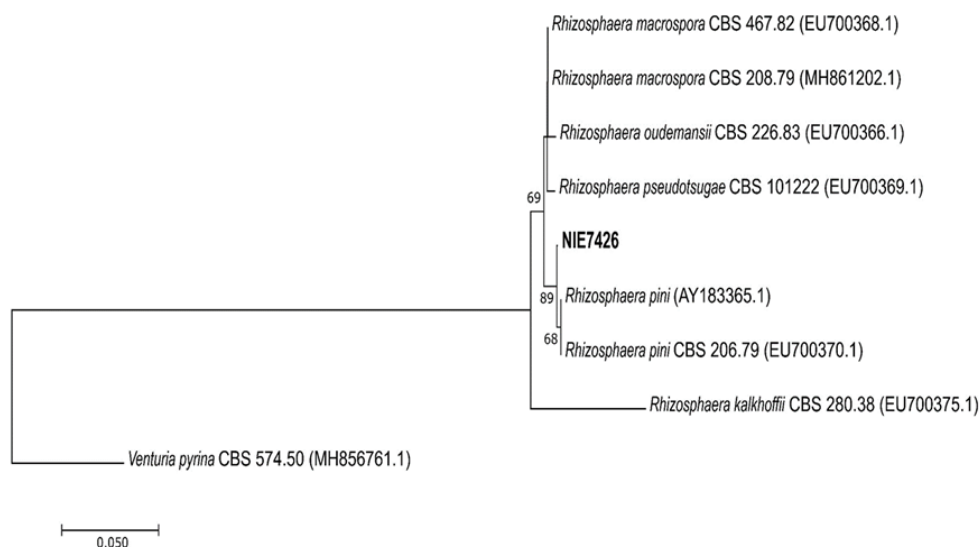 Rhizosphaera macrospora CBS 467.82 (EU700368.1)
Rhizosphaera macrospora CBS 208.79 (MH861202.1)
Rhizosphaera oudemansii CBS 226.83 (EU700366.1)
Rhizosphaera pseudotsugae CBS 101222 (EU700369.1)
69
NIE7426
Rhizosphaera pini (AY183365.1)
89
68
Rhizosphaera pini CBS 206.79 (EU700370.1)
Rhizosphaera kalkhoffii CBS 280.38 (EU700375.1)
Venturia pyrina CBS 574.50 (MH856761.1)
0.050